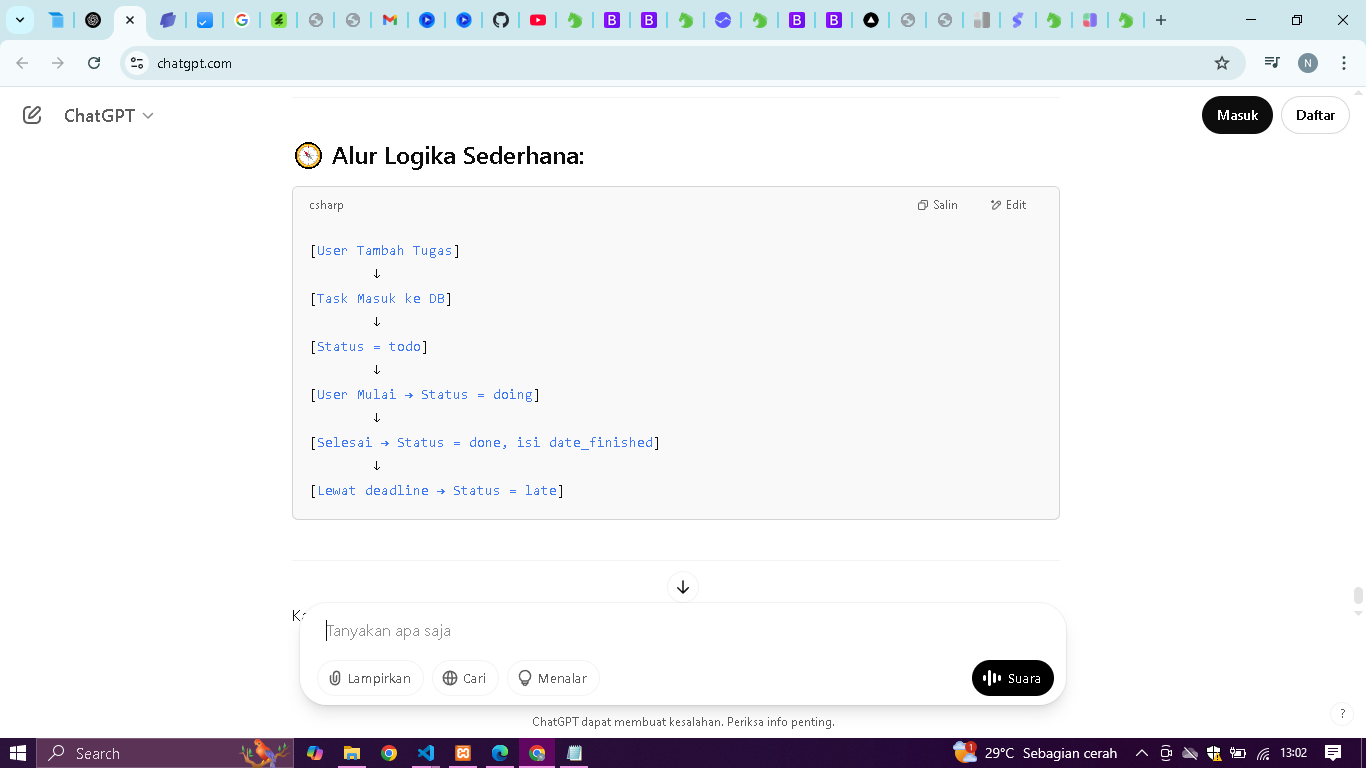 chatgpt.com
N
ChatGPT
Masuk
Daftar
Alur Logika Sederhana:
csharp
Salin
Edit
[User Tambah Tugas]
↓
[Task Masuk ke DB]
↓
[Status = todo]
↓
[User Mulai → Status = doing]
↓
[Selesai → Status = done, isi date_finished]
↓
[Lewat deadline → Status = late]
Tanyakan apa saja
Lampirkan
Cari
Menalar
Suara
ChatGPT dapat membuat kesalahan. Periksa info penting.
?
Search
1
29°C Sebagian cerah
13:02